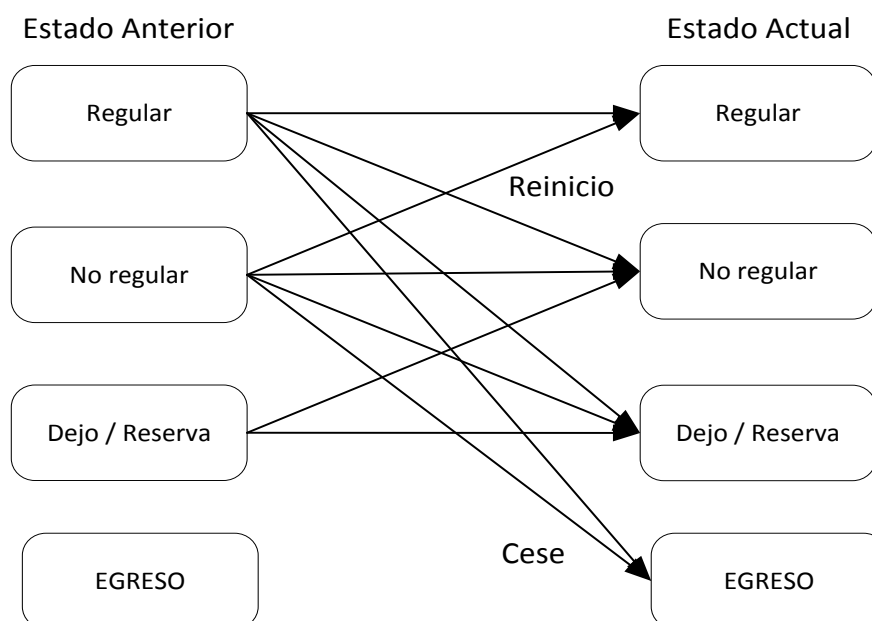 Estado Anterior
Estado Actual
Regular
Regular
Reinicio
No regular
No regular
Dejo / Reserva
Dejo / Reserva
Cese
EGRESO
EGRESO